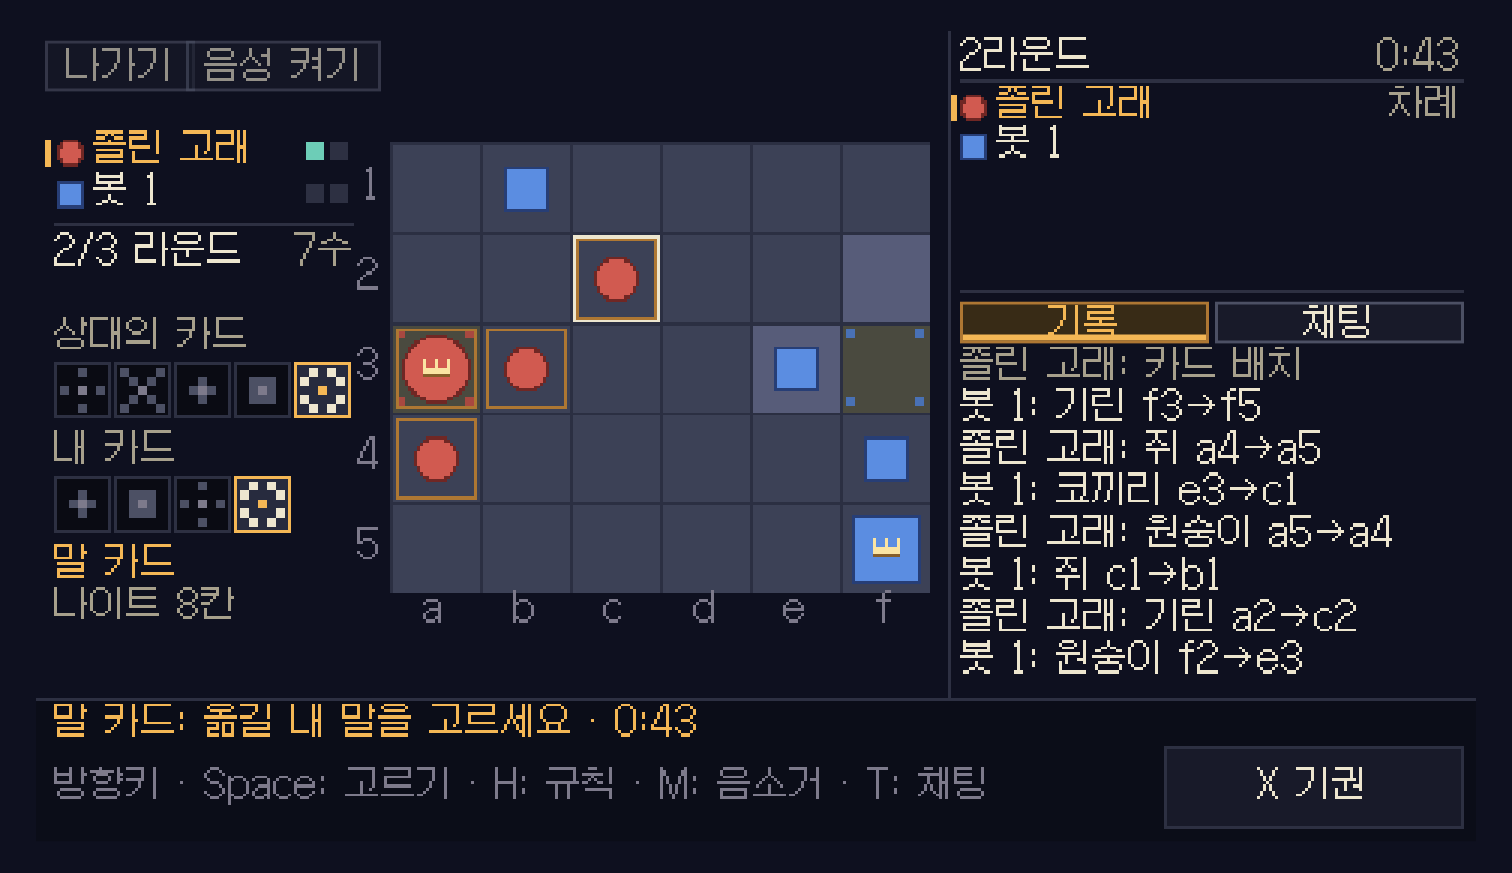 나가기 음성 켜기
졸린 고래
봇 1
2/3 라운드 7수
상대의 카드
내 카드
말 카드
나이트 8칸
1
2
3
4
5
a b c d e f
2라운드 0:43
졸린 고래 차례
봇 1
기록 채팅
졸린 고래: 카드 배치
봇 1: 기린 f3→f5
졸린 고래: 쥐 a4→a5
봇 1: 코끼리 e3→c1
졸린 고래: 원숭이 a5→a4
봇 1: 쥐 c1→b1
졸린 고래: 기린 a2→c2
봇 1: 원숭이 f2→e3
말 카드: 옮길 내 말을 고르세요 · 0:43
방향키 · Space: 고르기 · H: 규칙 · M: 음소거 · T: 채팅
X 기권